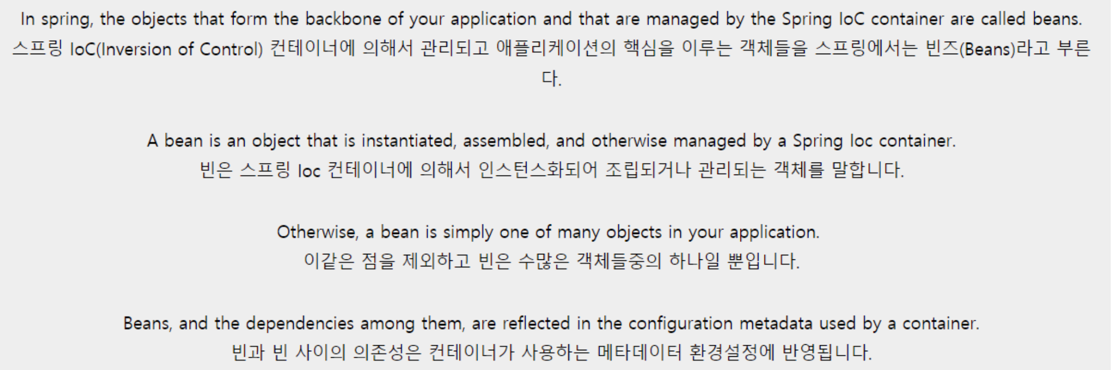 In spring, the objects that form the backbone of your application and that are managed by the Spring IoC container are called beans.
스프링 IoC(Inversion of Control) 컨테이너에 의해서 관리되고 애플리케이션의 핵심을 이루는 객체들을 스프링에서는 빈즈(Beans)라고 부른
다.
A bean is an object that is instantiated, assembled, and otherwise managed by a Spring Ioc container.
빈은 스프링 Ioc 컨테이너에 의해서 인스턴스화되어 조립되거나 관리되는 객체를 말합니다.
Otherwise, a bean is simply one of many objects in your application.
이같은 점을 제외하고 빈은 수많은 객체들중의 하나일 뿐입니다.
Beans, and the dependencies among them, are reflected in the configuration metadata used by a container.
빈과 빈 사이의 의존성은 컨테이너가 사용하는 메타데이터 환경설정에 반영됩니다.